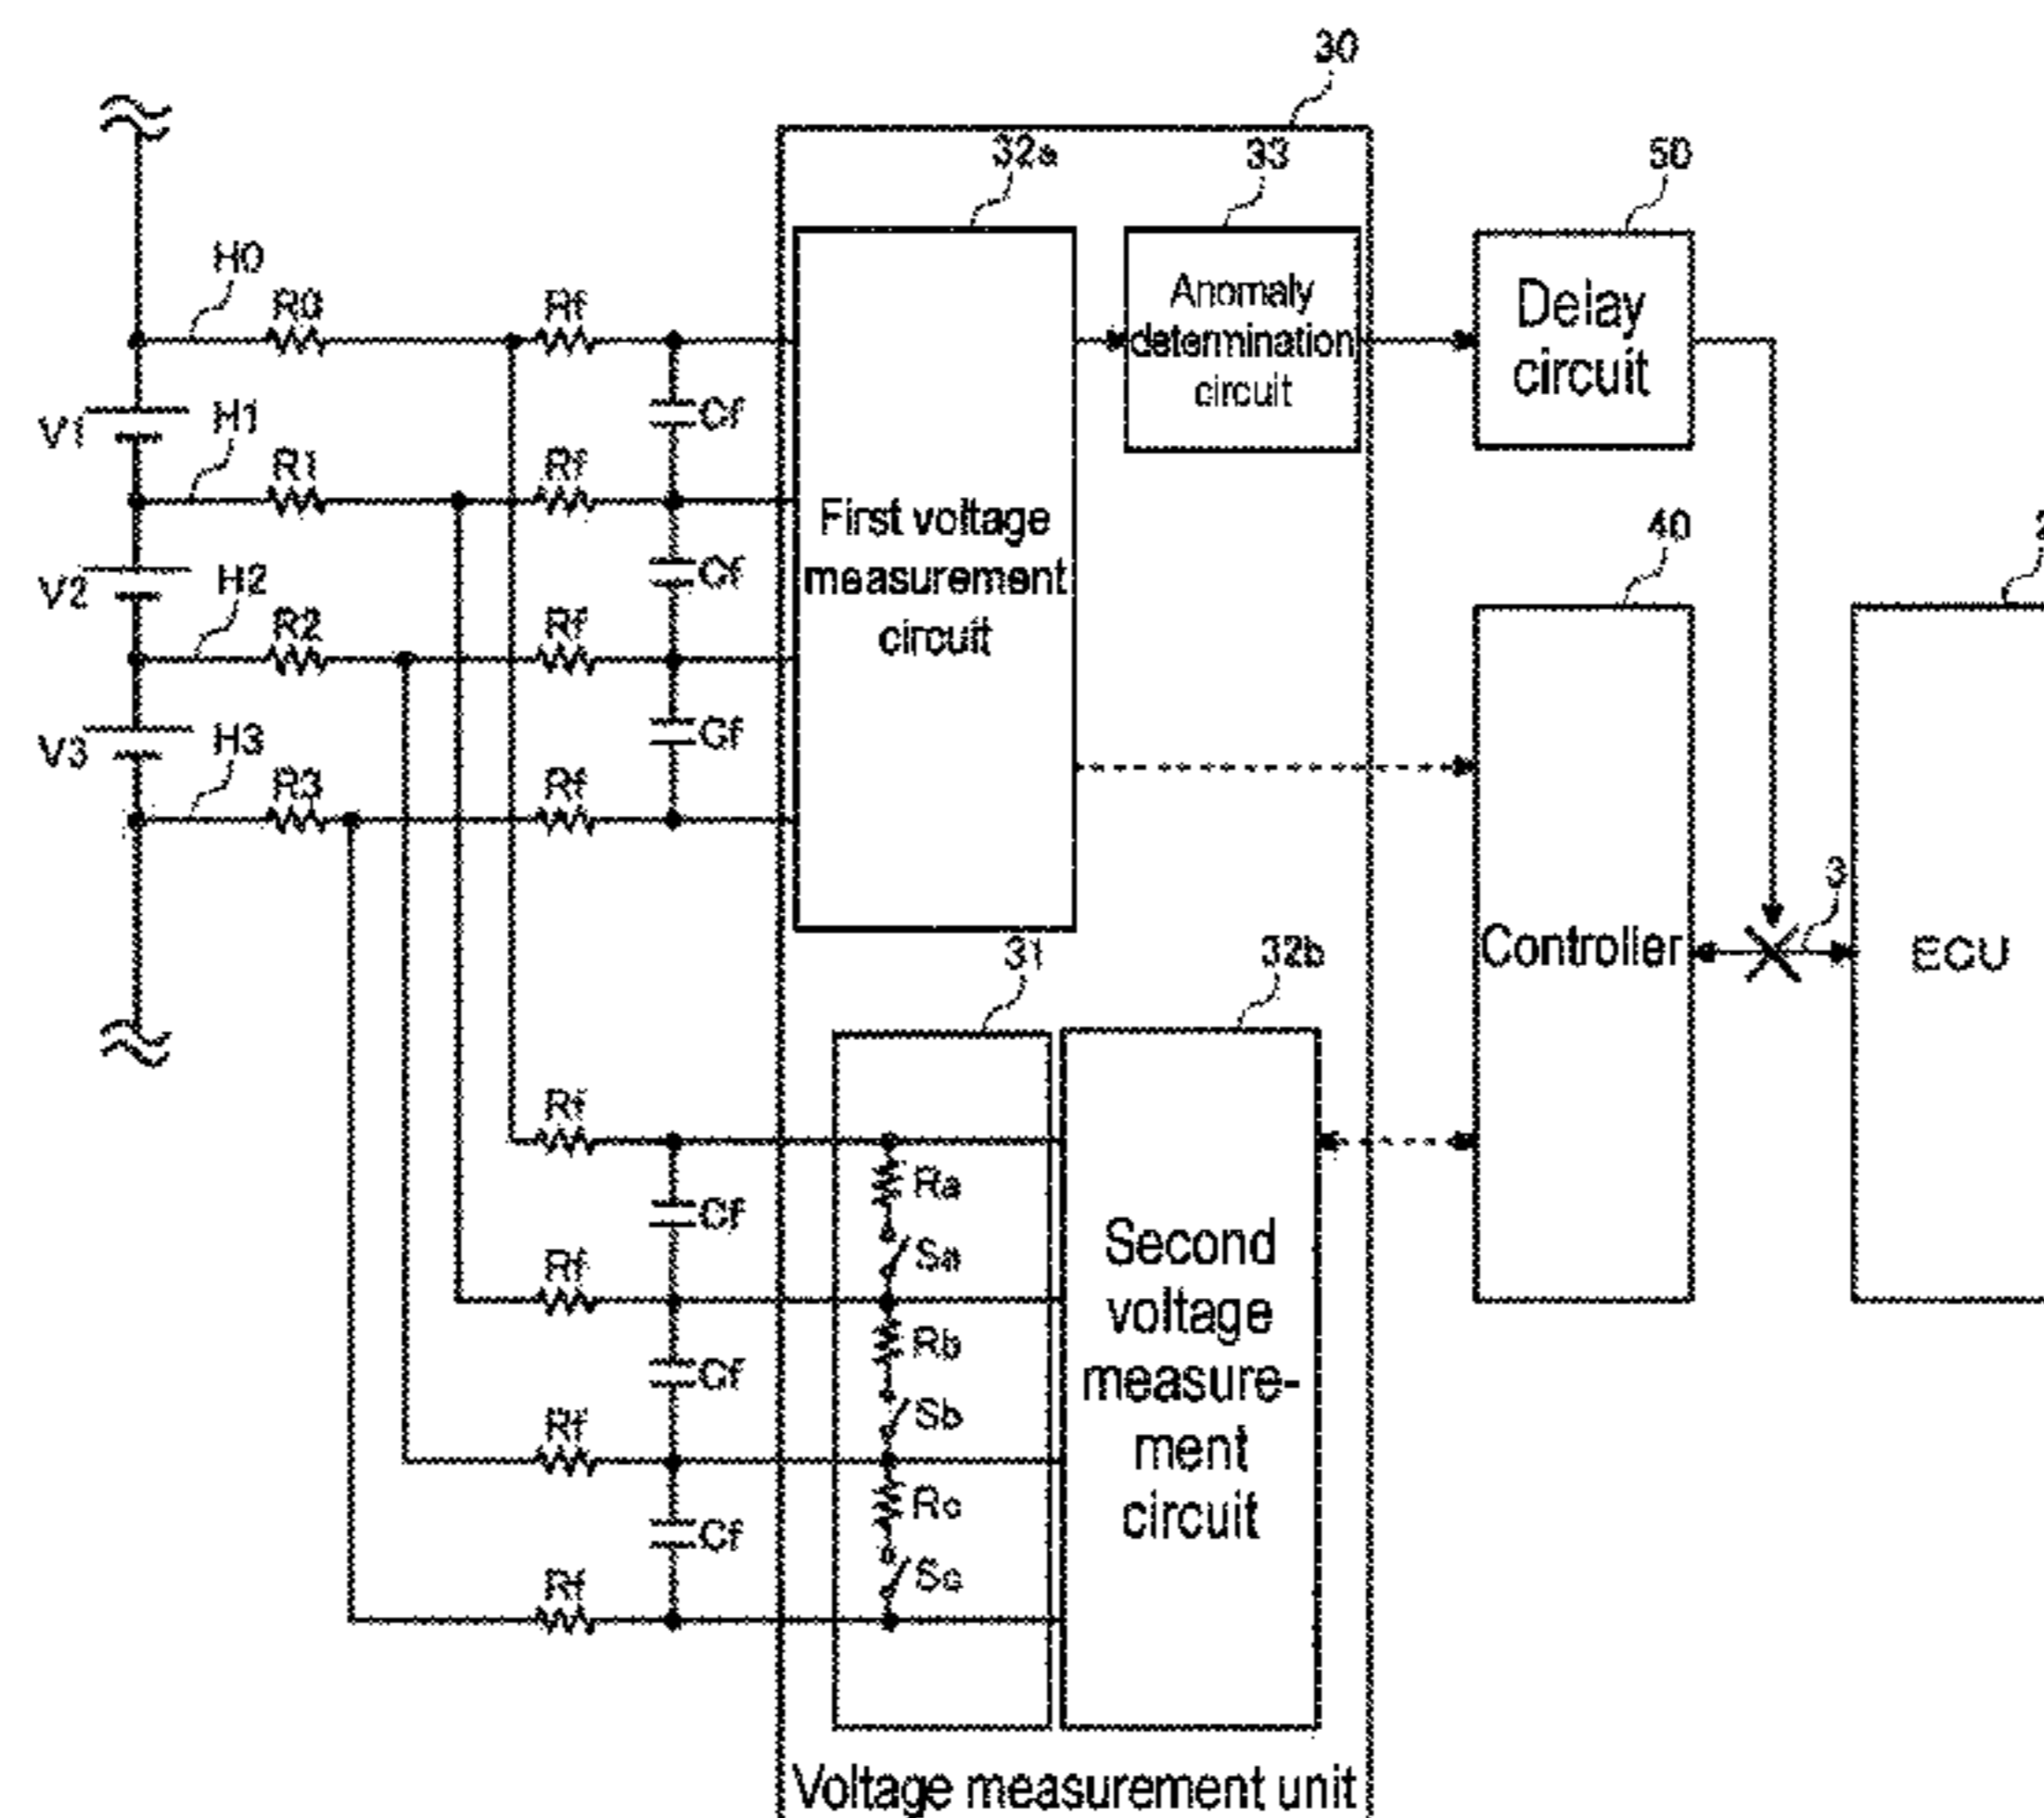 30
32a
33
50
H0
R0
Rf
Anomaly
determination
circuit
Delay
circuit
V1
H1
R1
Rf
Cf
First voltage
measurement
circuit
40
2
V2
H2
R2
Rf
Cf
V3
H3
R3
Rf
Cf
3
Controller
ECU
31
32b
Rf
Ra
Cf
Sa
Rf
Rb
Cf
Sb
Rf
Rc
Cf
Sc
Rf
Second
voltage
measure-
ment
circuit
Voltage measurement unit